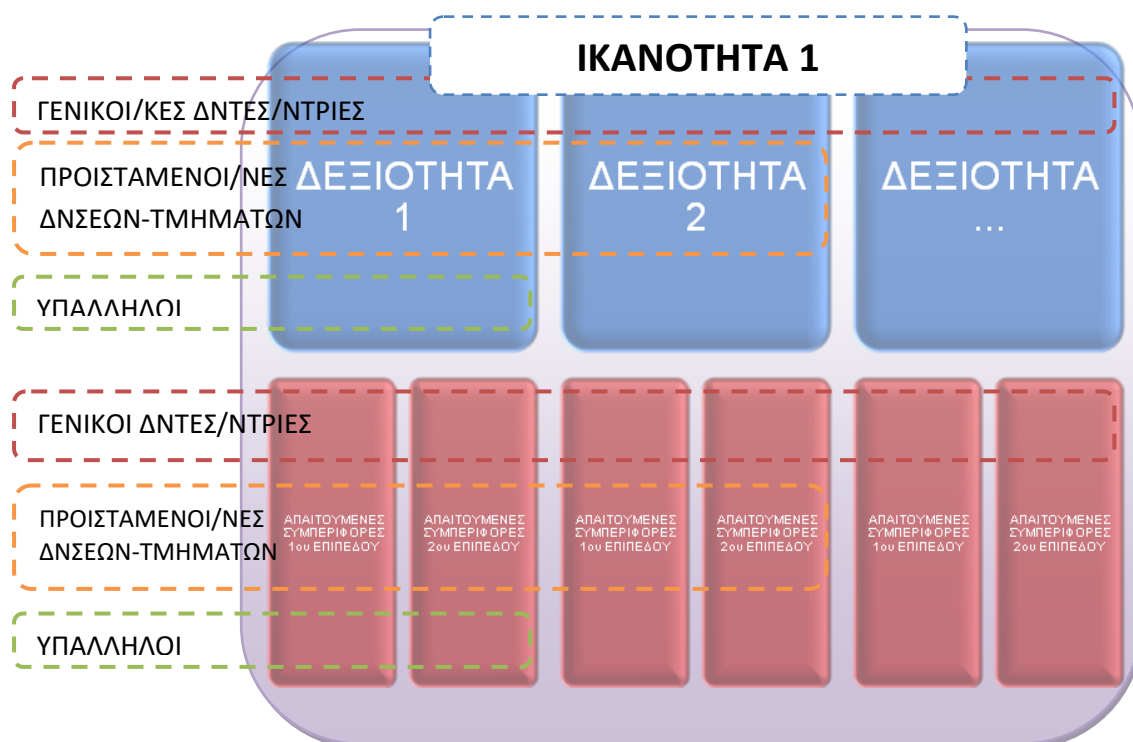 ΙΚΑΝΟΤΗΤΑ 1
ΓΕΝΙΚΟΙ/ΚΕΣ ΔΝΤΕΣ/ΝΤΡΙΕΣ
ΠΡΟΙΣΤΑΜΕΝΟΙ/ΝΕΣ
ΔΝΣΕΩΝ-ΤΜΗΜΑΤΩΝ
ΥΠΑΛΛΗΛΟΙ
ΔΕΞΙΟΤΗΤΑ
1
ΔΕΞΙΟΤΗΤΑ
2
ΔΕΞΙΟΤΗΤΑ
...
ΓΕΝΙΚΟΙ ΔΝΤΕΣ/ΝΤΡΙΕΣ
ΠΡΟΙΣΤΑΜΕΝΟΙ/ΝΕΣ
ΔΝΣΕΩΝ-ΤΜΗΜΑΤΩΝ
ΥΠΑΛΛΗΛΟΙ
ΑΠΑΙΤΟΥΜΕΝΕΣ
ΣΥΜΠΕΡΙΦΟΡΕΣ
1ου ΕΠΙΠΕΔΟΥ
ΑΠΑΙΤΟΥΜΕΝΕΣ
ΣΥΜΠΕΡΙΦΟΡΕΣ
2ου ΕΠΙΠΕΔΟΥ
ΑΠΑΙΤΟΥΜΕΝΕΣ
ΣΥΜΠΕΡΙΦΟΡΕΣ
1ου ΕΠΙΠΕΔΟΥ
ΑΠΑΙΤΟΥΜΕΝΕΣ
ΣΥΜΠΕΡΙΦΟΡΕΣ
2ου ΕΠΙΠΕΔΟΥ
ΑΠΑΙΤΟΥΜΕΝΕΣ
ΣΥΜΠΕΡΙΦΟΡΕΣ
1ου ΕΠΙΠΕΔΟΥ
ΑΠΑΙΤΟΥΜΕΝΕΣ
ΣΥΜΠΕΡΙΦΟΡΕΣ
2ου ΕΠΙΠΕΔΟΥ